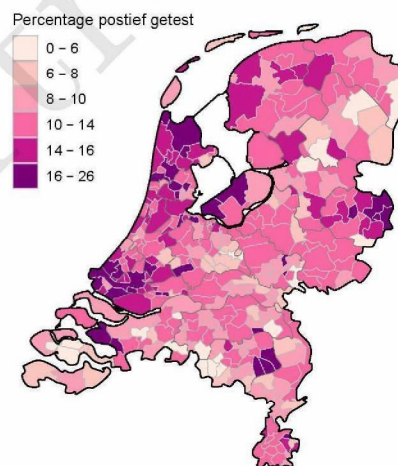 Percentage postief getest
0 – 6
6 – 8
8 – 10
10 – 14
14 – 16
16 – 26